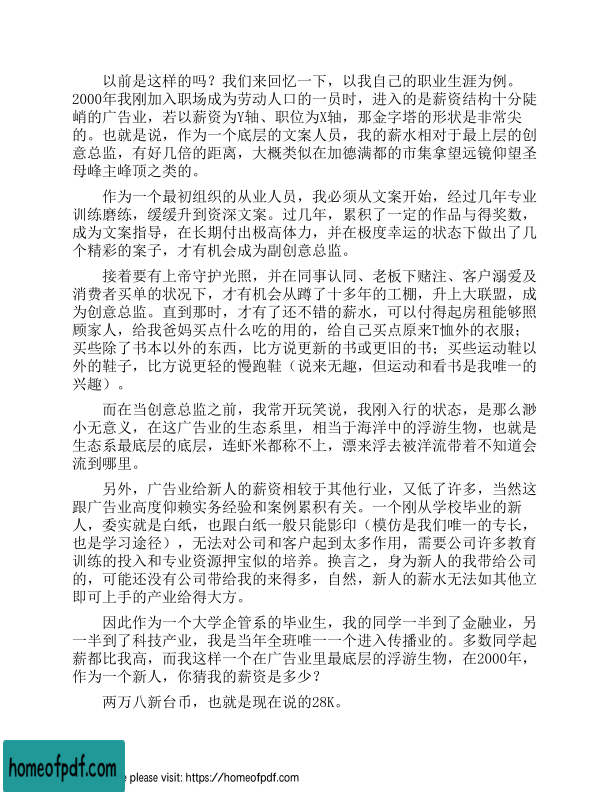 以前是这样的吗？我们来回忆一下，以我自己的职业生涯为例。
2000年我刚加入职场成为劳动人口的一员时，进入的是薪资结构十分陡
峭的广告业，若以薪资为Y轴、职位为X轴，那金字塔的形状是非常尖
的。也就是说，作为一个底层的文案人员，我的薪水相对于最上层的创
意总监，有好几倍的距离，大概类似在加德满都的市集拿望远镜仰望圣
母峰主峰顶之类的。
作为一个最初组织的从业人员，我必须从文案开始，经过几年专业
训练磨练，缓缓升到资深文案。过几年，累积了一定的作品与得奖数，
成为文案指导，在长期付出极高体力，并在极度幸运的状态下做出了几
个精彩的案子，才有机会成为副创意总监。
接着要有上帝守护光照，并在同事认同、老板下赌注、客户溺爱及
消费者买单的状况下，才有机会从蹲了十多年的工棚，升上大联盟，成
为创意总监。直到那时，才有了还不错的薪水，可以付得起房租能够照
顾家人，给我爸妈买点什么吃的用的，给自己买点原来T恤外的衣服；
买些除了书本以外的东西，比方说更新的书或更旧的书；买些运动鞋以
外的鞋子，比方说更轻的慢跑鞋（说来无趣，但运动和看书是我唯一的
兴趣）。
而在当创意总监之前，我常开玩笑说，我刚入行的状态，是那么渺
小无意义，在这广告业的生态系里，相当于海洋中的浮游生物，也就是
生态系最底层的底层，连虾米都称不上，漂来浮去被洋流带着不知道会
流到哪里。
另外，广告业给新人的薪资相较于其他行业，又低了许多，当然这
跟广告业高度仰赖实务经验和案例累积有关。一个刚从学校毕业的新
人，委实就是白纸，也跟白纸一般只能影印（模仿是我们唯一的专长，
也是学习途径），无法对公司和客户起到太多作用，需要公司许多教育
训练的投入和专业资源押宝似的培养。换言之，身为新人的我带给公司
的，可能还没有公司带给我的来得多，自然，新人的薪水无法如其他立
即可上手的产业给得大方。
因此作为一个大学企管系的毕业生，我的同学一半到了金融业，另
一半到了科技产业，我是当年全班唯一一个进入传播业的。多数同学起
薪都比我高，而我这样一个在广告业里最底层的浮游生物，在2000年，
作为一个新人，你猜我的薪资是多少？
两万八新台币，也就是现在说的28K。
homeofpdf.com
e please visit: https://homeofpdf.com